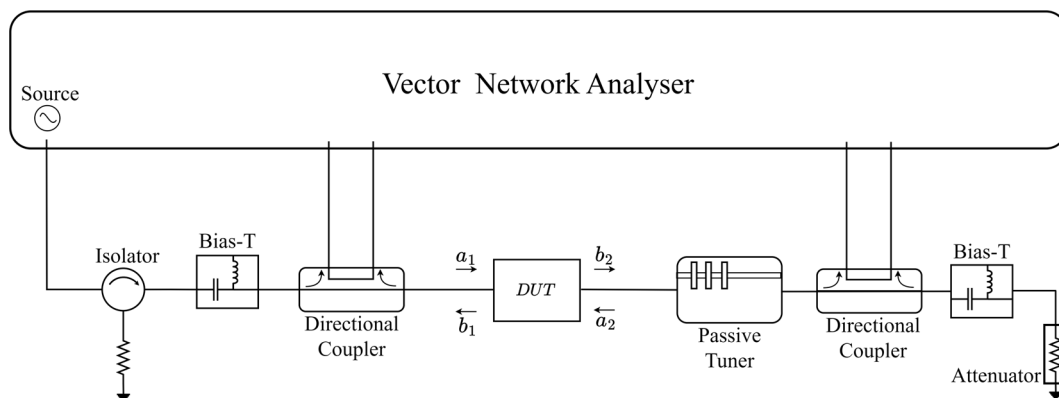 Vector Network Analyser
Source
Isolator
Bias-T
Directional
Coupler
a₁
b₁
DUT
b₂
a₂
Passive
Tuner
Directional
Coupler
Bias-T
Attenuator